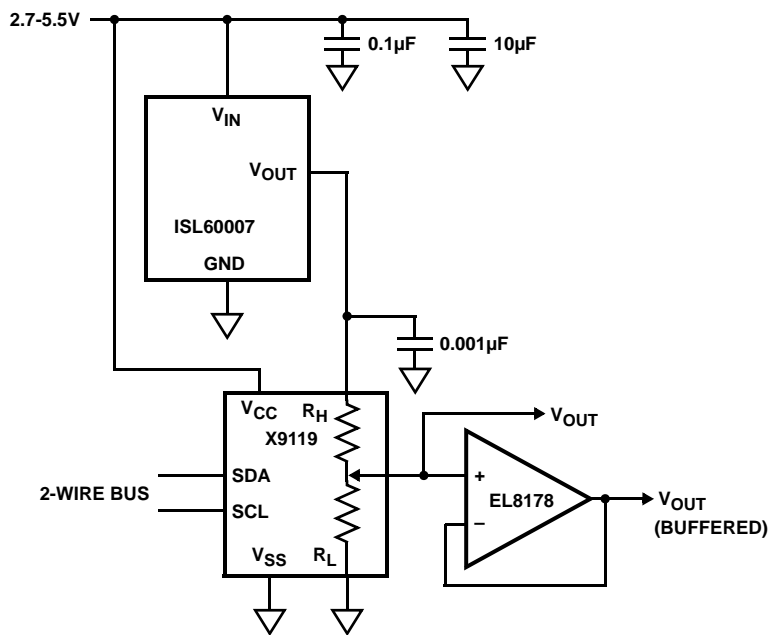 2.7-5.5V
0.1µF
10µF
VIN
VOUT
ISL60007
GND
0.001µF
VCC
RH
X9119
VOUT
SDA
2-WIRE BUS
SCL
+
EL8178
–
VOUT
(BUFFERED)
VSS
RL